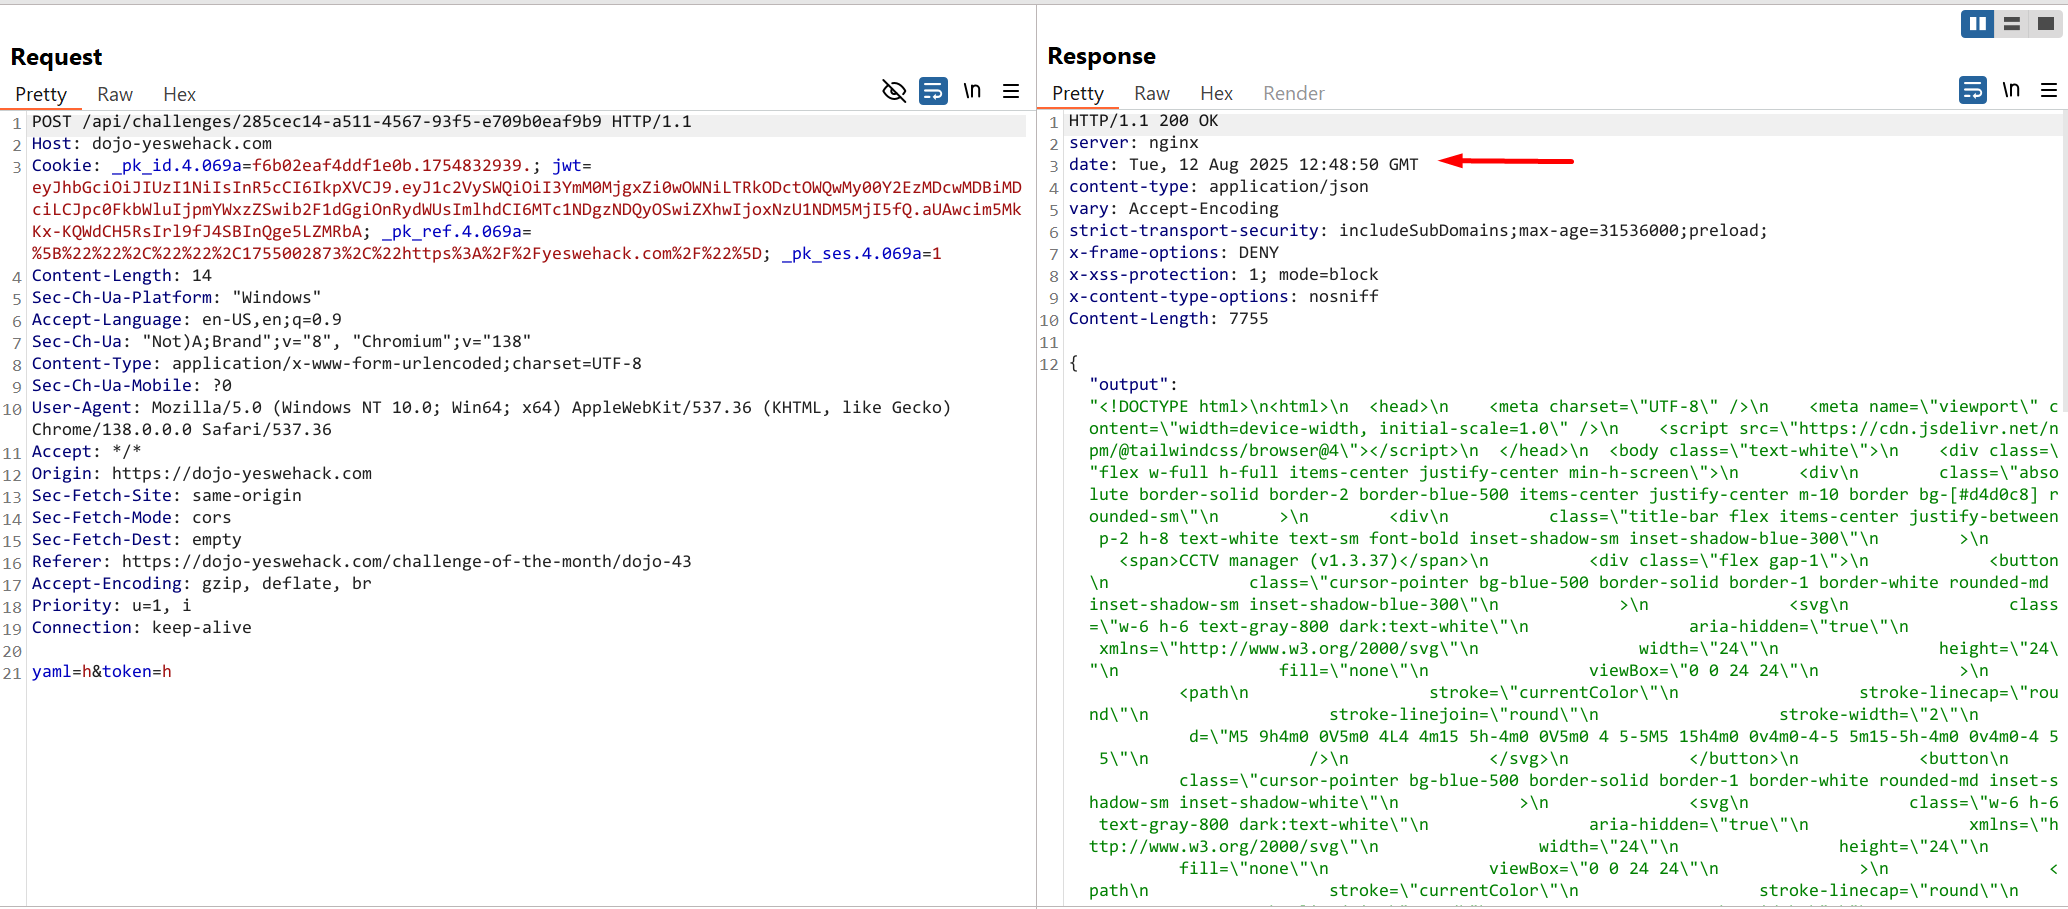 Request
Pretty Raw Hex
\n
1 POST /api/challenges/285cec14-a511-4567-93f5-e709b0eaf9b9 HTTP/1.1
2 Host: dojo-yeswehack.com
3 Cookie: _pk_id.4.069a=f6b02eaf4ddf1e0b.1754832939.; jwt=
eyJhbGciOiJIUzI1NiIsInR5cCI6IkpXVCJ9.eyJ1c2VySWQiOiI3YmM0MjgxZi0wOWNiLTRkODctOWQwMy00Y2EzMDcwMDBiMD
ciLCJpc0FkbWluIjpmYWxzZSwib2F1dGgiOnRydWUsImlhdCI6MTc1NDgzNDQyOSwiZXhwIjoxNzU1NDM5MjI5fQ.aUAwcim5Mk
Kx-KQWdCH5RsIrl9fJ4SBInQge5LZMRbA; _pk_ref.4.069a=
%5B%22%22%2C%22%22%2C1755002873%2C%22https%3A%2F%2Fyeswehack.com%2F%22%5D; _pk_ses.4.069a=1
4 Content-Length: 14
5 Sec-Ch-Ua-Platform: "Windows"
6 Accept-Language: en-US,en;q=0.9
7 Sec-Ch-Ua: "Not)A;Brand";v="8", "Chromium";v="138"
8 Content-Type: application/x-www-form-urlencoded;charset=UTF-8
9 Sec-Ch-Ua-Mobile: ?0
10 User-Agent: Mozilla/5.0 (Windows NT 10.0; Win64; x64) AppleWebKit/537.36 (KHTML, like Gecko)
Chrome/138.0.0.0 Safari/537.36
11 Accept: */*
12 Origin: https://dojo-yeswehack.com
13 Sec-Fetch-Site: same-origin
14 Sec-Fetch-Mode: cors
15 Sec-Fetch-Dest: empty
16 Referer: https://dojo-yeswehack.com/challenge-of-the-month/dojo-43
17 Accept-Encoding: gzip, deflate, br
18 Priority: u=1, i
19 Connection: keep-alive
20
21 yaml=h&token=h
Response
Pretty Raw Hex Render
\n
1 HTTP/1.1 200 OK
2 server: nginx
3 date: Tue, 12 Aug 2025 12:48:50 GMT
4 content-type: application/json
5 vary: Accept-Encoding
6 strict-transport-security: includeSubDomains;max-age=31536000;preload;
7 x-frame-options: DENY
8 x-xss-protection: 1; mode=block
9 x-content-type-options: nosniff
10 Content-Length: 7755
11
12 {
"output":
"<!DOCTYPE html>\n<html>\n  <head>\n    <meta charset=\"UTF-8\" />\n    <meta name=\"viewport\" c
ontent=\"width=device-width, initial-scale=1.0\" />\n    <script src=\"https://cdn.jsdelivr.net/n
pm/@tailwindcss/browser@4\"></script>\n  </head>\n  <body class=\"text-white\">\n    <div class=\
"flex w-full h-full items-center justify-center min-h-screen\">\n      <div\n        class=\"abso
lute border-solid border-2 border-blue-500 items-center justify-center m-10 border bg-[#d4d0c8] r
ounded-sm\"\n      >\n        <div\n          class=\"title-bar flex items-center justify-between
 p-2 h-8 text-white text-sm font-bold inset-shadow-sm inset-shadow-blue-300\"\n        >\n
   <span>CCTV manager (v1.3.37)</span>\n          <div class=\"flex gap-1\">\n            <button
\n              class=\"cursor-pointer bg-blue-500 border-solid border-1 border-white rounded-md
inset-shadow-sm inset-shadow-blue-300\"\n            >\n              <svg\n                class
=\"w-6 h-6 text-gray-800 dark:text-white\"\n                aria-hidden=\"true\"\n
 xmlns=\"http://www.w3.org/2000/svg\"\n                width=\"24\"\n                height=\"24\
"\n                fill=\"none\"\n                viewBox=\"0 0 24 24\"\n              >\n
         <path\n                  stroke=\"currentColor\"\n                  stroke-linecap=\"rou
nd\"\n                  stroke-linejoin=\"round\"\n                  stroke-width=\"2\"\n
          d=\"M5 9h4m0 0V5m0 4L4 4m15 5h-4m0 0V5m0 4 5-5M5 15h4m0 0v4m0-4-5 5m15-5h-4m0 0v4m0-4 5
 5\"\n                />\n              </svg>\n            </button>\n            <button\n
         class=\"cursor-pointer bg-blue-500 border-solid border-1 border-white rounded-md inset-s
hadow-sm inset-shadow-white\"\n            >\n              <svg\n                class=\"w-6 h-6
 text-gray-800 dark:text-white\"\n                aria-hidden=\"true\"\n                xmlns=\"h
ttp://www.w3.org/2000/svg\"\n                width=\"24\"\n                height=\"24\"\n
         fill=\"none\"\n                viewBox=\"0 0 24 24\"\n              >\n                <
path\n                  stroke=\"currentColor\"\n                  stroke-linecap=\"round\"\n